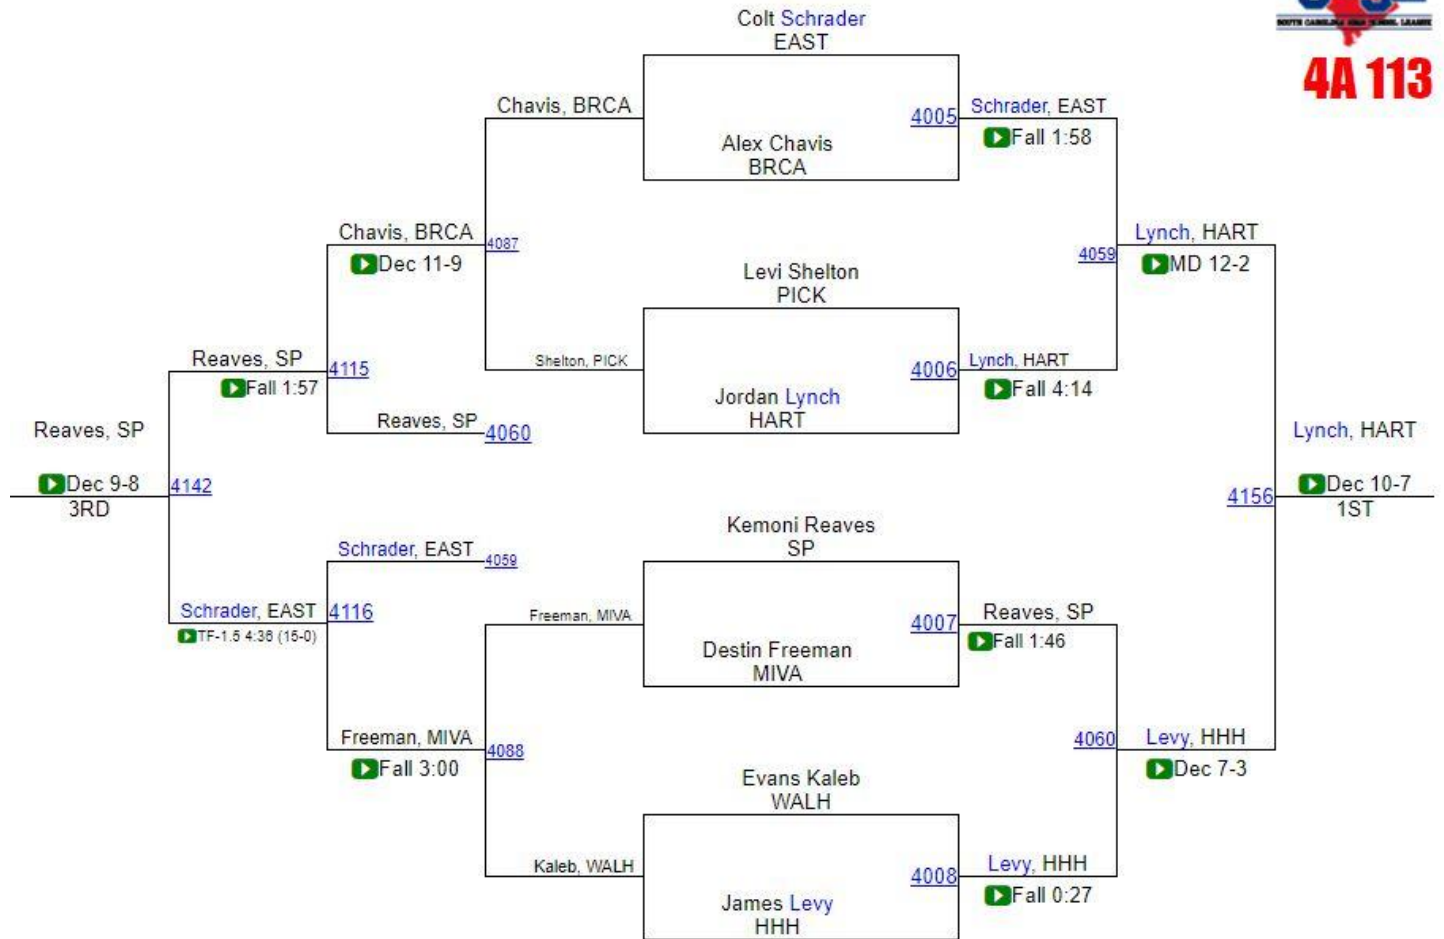 SOUTH CAROLINA HIGH SCHOOL LEAGUE
4A 113
Colt Schrader
EAST
Chavis, BRCA
4005
Schrader, EAST
Fall 1:58
Alex Chavis
BRCA
Chavis, BRCA
4087
Dec 11-9
Lynch, HART
4059
MD 12-2
Levi Shelton
PICK
Reaves, SP
4115
Fall 1:57
Shelton, PICK
4006
Lynch, HART
Fall 4:14
Jordan Lynch
HART
Reaves, SP
4060
Reaves, SP
Dec 9-8
4142
3RD
Lynch, HART
4156
Dec 10-7
1ST
Kemoni Reaves
SP
Schrader, EAST
4059
Schrader, EAST
4116
TF-1.5 4:36 (15-0)
Freeman, MIVA
4007
Reaves, SP
Fall 1:46
Destin Freeman
MIVA
Freeman, MIVA
4088
Fall 3:00
4060
Levy, HHH
Dec 7-3
Evans Kaleb
WALH
Kaleb, WALH
4008
Levy, HHH
Fall 0:27
James Levy
HHH